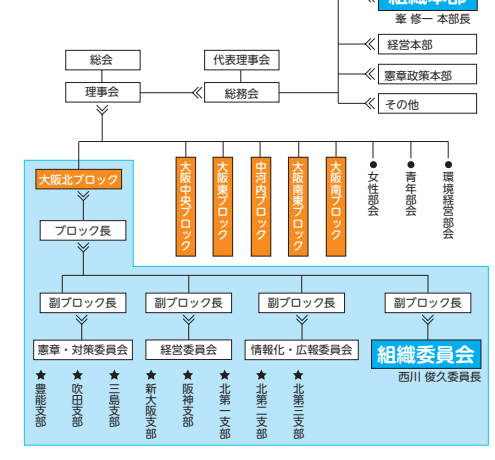 組織本部
峯 修一 本部長
経営本部
憲章政策本部
その他
総会
代表理事会
理事会
総務会
大阪北ブロック
大阪中央ブロック
大阪東ブロック
中河内ブロック
大阪南東ブロック
大阪南ブロック
女性部会
青年部会
環境経営部会
ブロック長
副ブロック長
副ブロック長
副ブロック長
副ブロック長
憲章・対策委員会
経営委員会
情報化・広報委員会
組織委員会
西川 俊久委員長
★豊能支部
★吹田支部
★三島支部
★新大阪支部
★阪神支部
★北第一支部
★北第二支部
★北第三支部